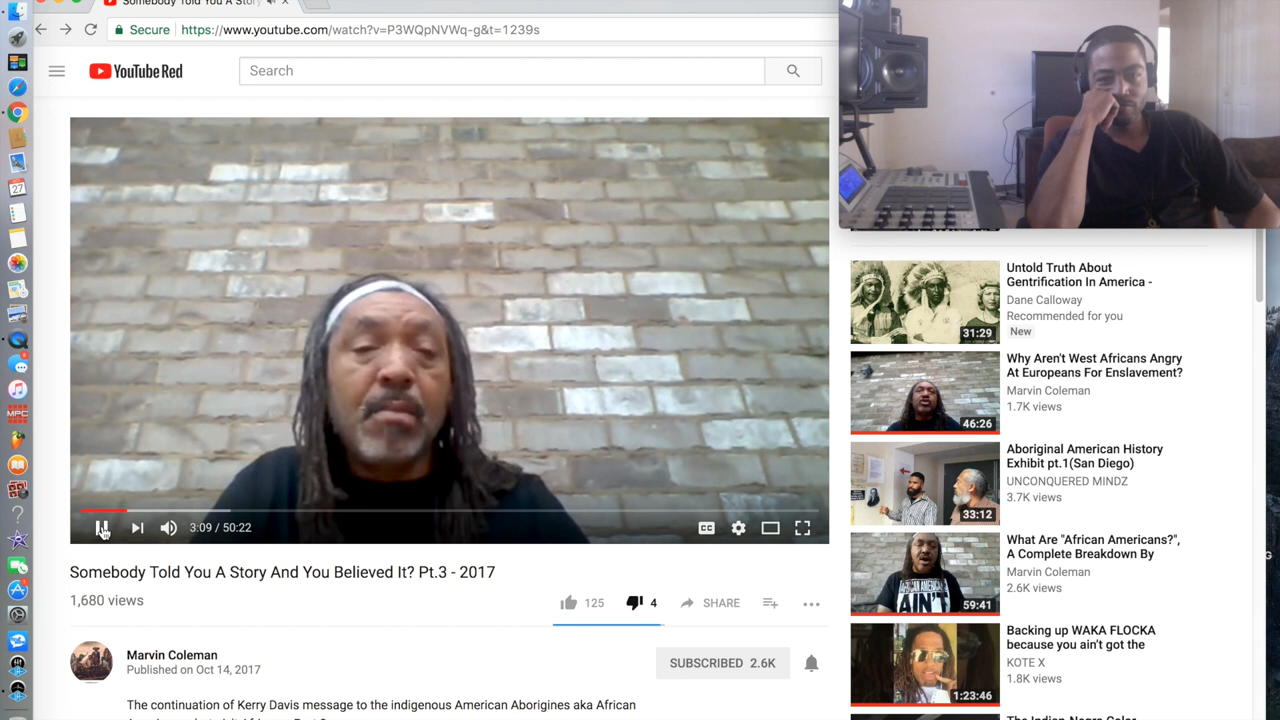 Somebody Told You A Story
Secure https://www.youtube.com/watch?v=P3WQpNVWq-g&t=1239s
YouTube Red
Search
3:09 / 50:22
CC
Somebody Told You A Story And You Believed It? Pt.3 - 2017
1,680 views
125
4
SHARE
Marvin Coleman
Published on Oct 14, 2017
SUBSCRIBED 2.6K
The continuation of Kerry Davis message to the indigenous American Aborigines aka African
Untold Truth About
Gentrification In America -
Dane Calloway
Recommended for you
New
31:29
Why Aren't West Africans Angry
At Europeans For Enslavement?
Marvin Coleman
1.7K views
46:26
Aboriginal American History
Exhibit pt.1(San Diego)
UNCONQUERED MINDZ
3.7K views
33:12
What Are "African Americans?",
A Complete Breakdown By
Marvin Coleman
2.6K views
AIN'T
59:41
Backing up WAKA FLOCKA
because you ain't got the
KOTE X
1.8K views
1:23:46
27
MPC